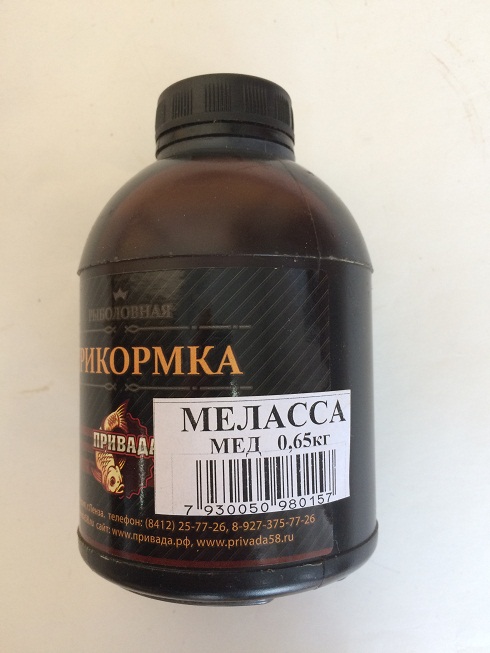 РЫБОЛОВНАЯ
РИКОРМКА
ПРИВАДА
МЕЛАССА
МЕД 0,65кг
7 930050 980157
г.Пенза, телефон: (8412) 25-77-26, 8-927-375-77-26
сайт: www.привада.рф, www.privada58.ru